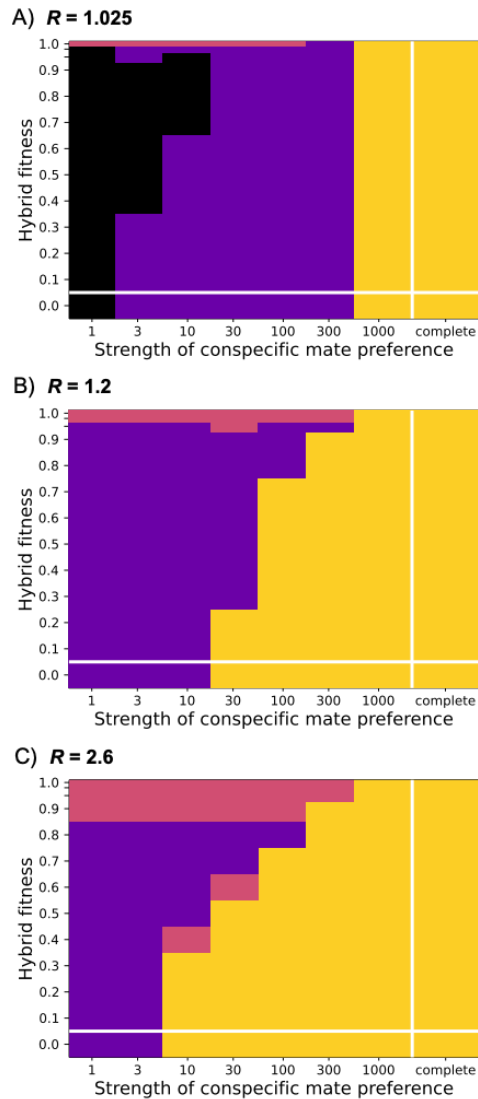 A) R = 1.025
Hybrid fitness
1.0
0.9
0.8
0.7
0.6
0.5
0.4
0.3
0.2
0.1
0.0
1 3 10 30 100 300 1000 complete
Strength of conspecific mate preference
B) R = 1.2
Hybrid fitness
1.0
0.9
0.8
0.7
0.6
0.5
0.4
0.3
0.2
0.1
0.0
1 3 10 30 100 300 1000 complete
Strength of conspecific mate preference
C) R = 2.6
Hybrid fitness
1.0
0.9
0.8
0.7
0.6
0.5
0.4
0.3
0.2
0.1
0.0
1 3 10 30 100 300 1000 complete
Strength of conspecific mate preference